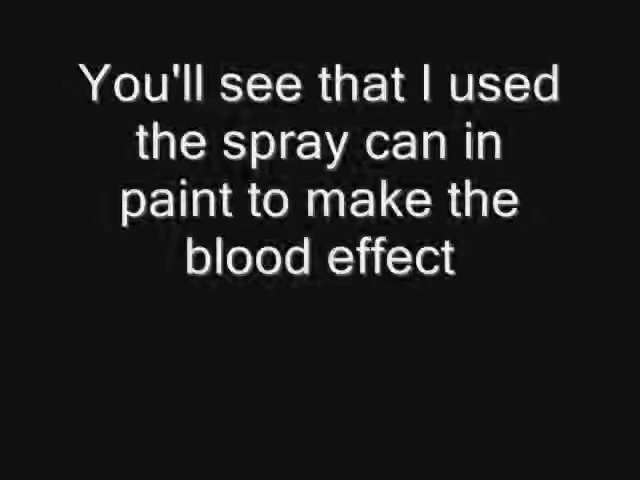 You'll see that I used
the spray can in
paint to make the
blood effect